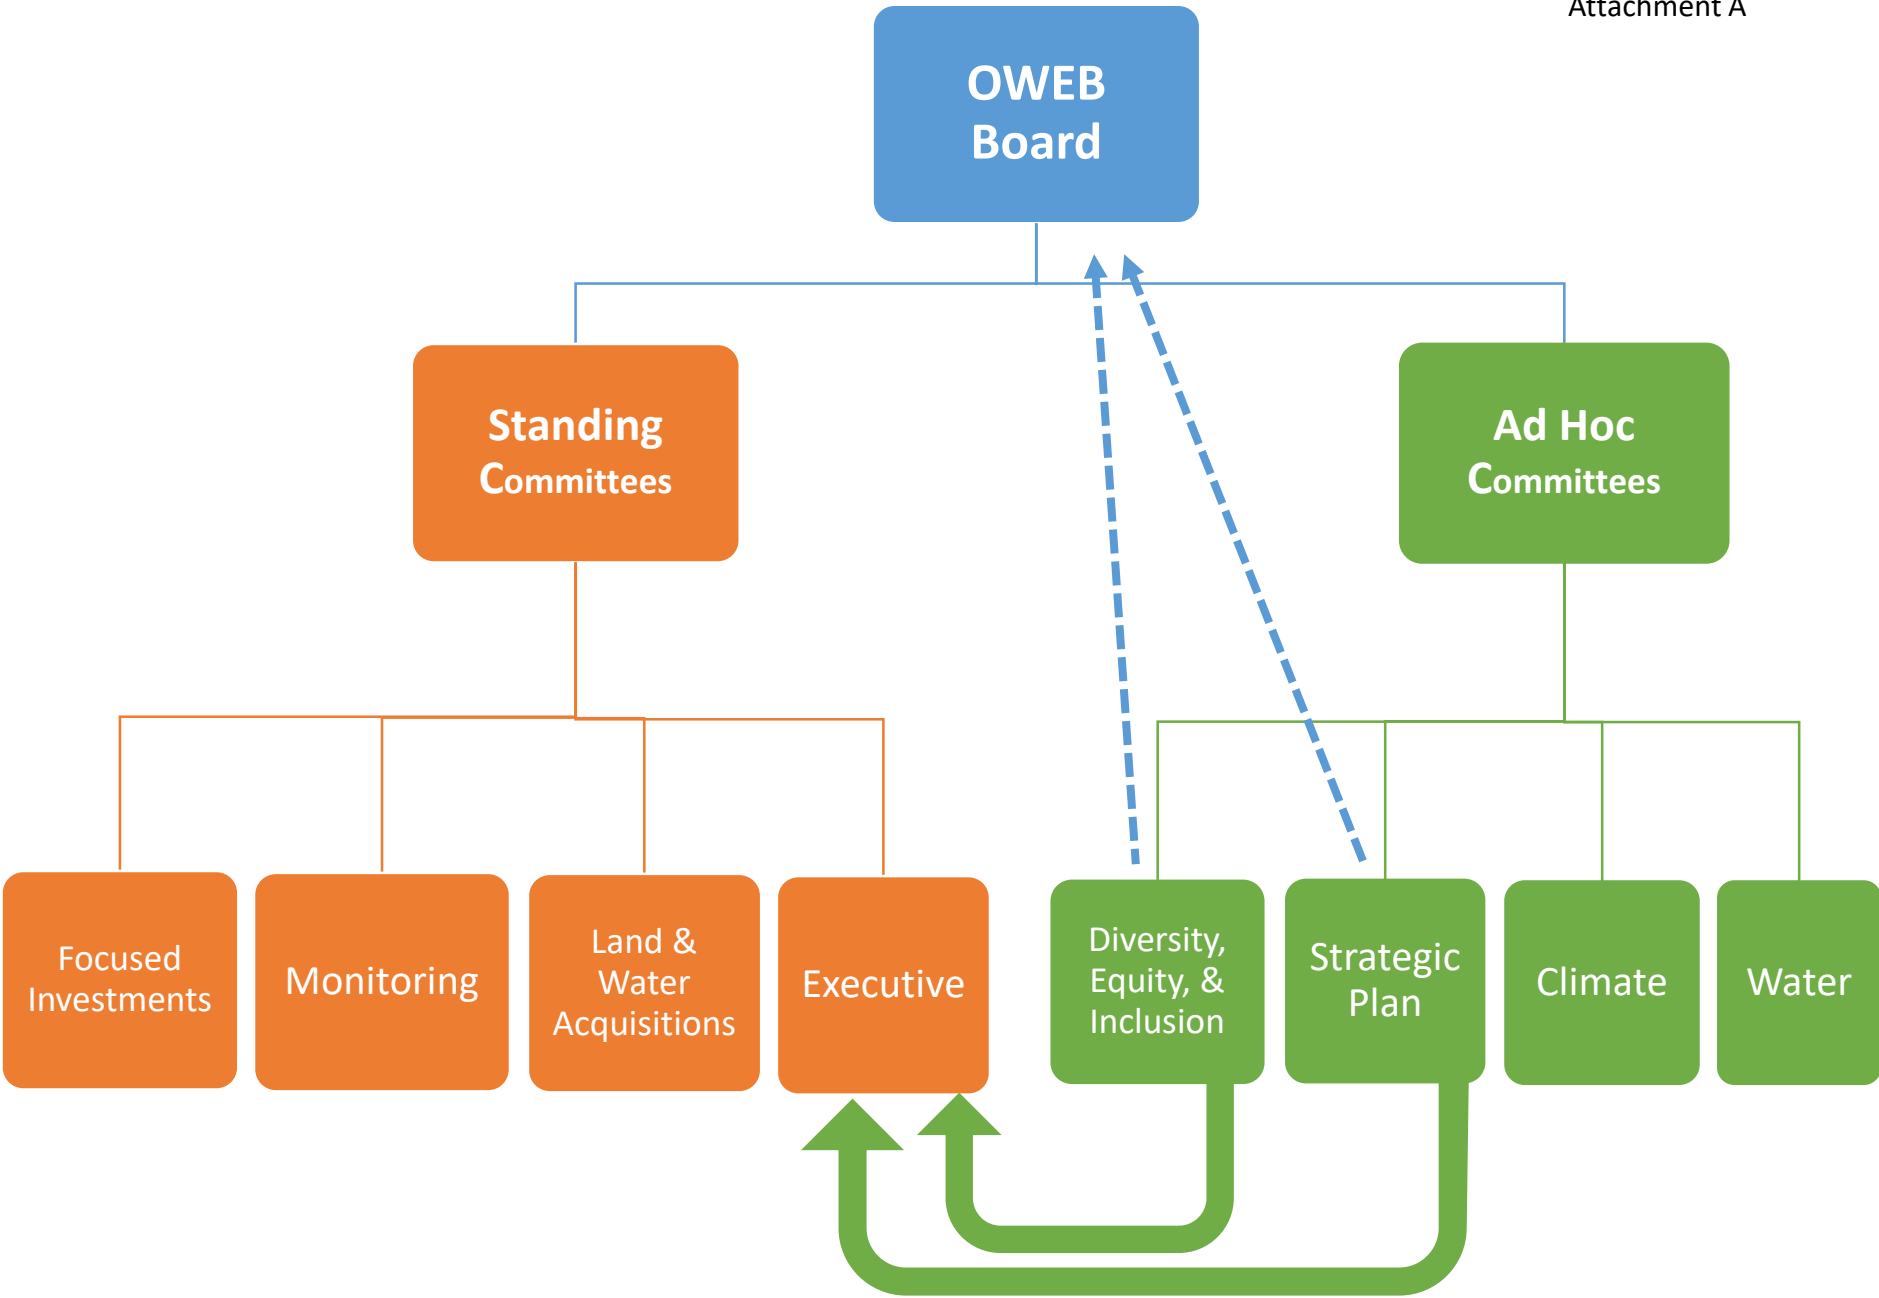 Attachment A
OWEB
Board
Standing
Committees
Ad Hoc
Committees
Focused
Investments
Monitoring
Land &
Water
Acquisitions
Executive
Diversity,
Equity, &
Inclusion
Strategic
Plan
Climate
Water